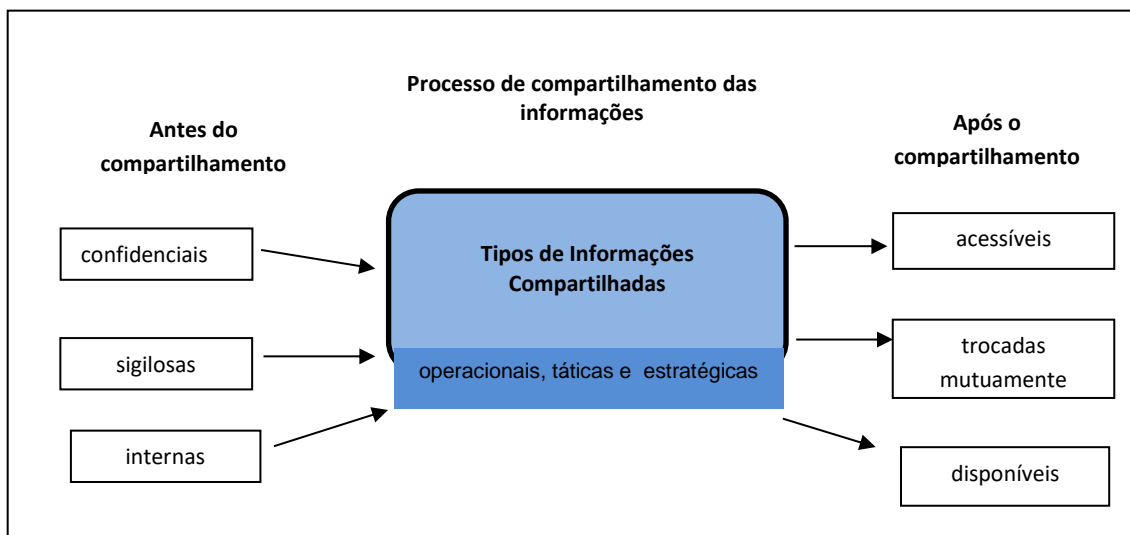 Processo de compartilhamento das
informações
Antes do
compartilhamento
Após o
compartilhamento
confidenciais
sigilosas
internas
Tipos de Informações
Compartilhadas
operacionais, táticas e  estratégicas
acessíveis
trocadas
mutuamente
disponíveis